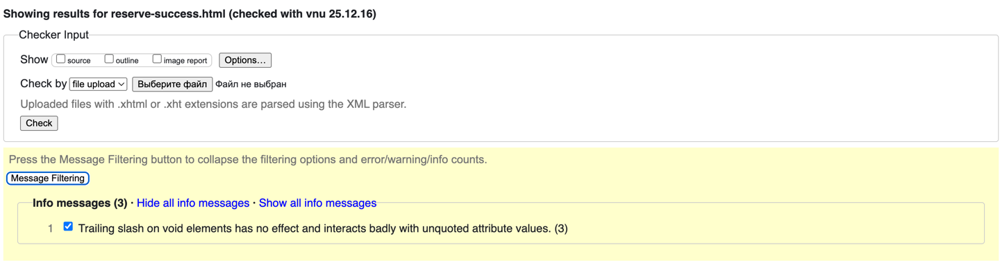 Showing results for reserve-success.html (checked with vnu 25.12.16)
Checker Input
Show source outline image report Options...
Check by file upload Выберите файл Файл не выбран
Uploaded files with .xhtml or .xht extensions are parsed using the XML parser.
Check
Press the Message Filtering button to collapse the filtering options and error/warning/info counts.
Message Filtering
Info messages (3) · Hide all info messages · Show all info messages
1 Trailing slash on void elements has no effect and interacts badly with unquoted attribute values. (3)